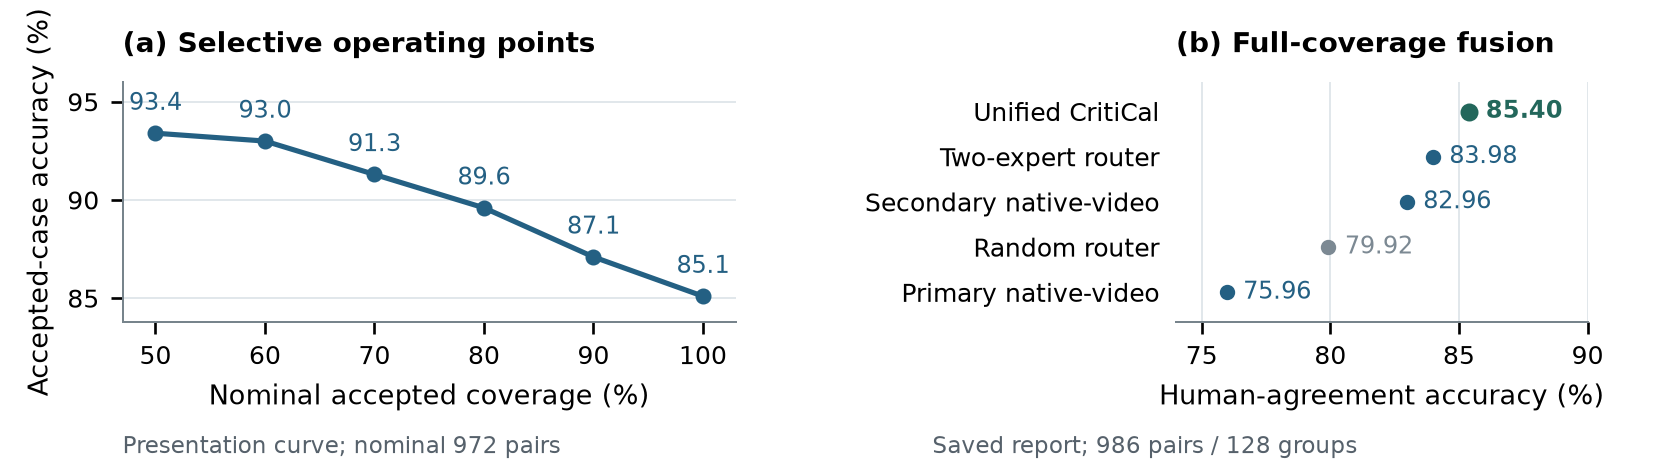 (a) Selective operating points
Accepted-case accuracy (%)
95
90
85
93.4
93.0
91.3
89.6
87.1
85.1
50 60 70 80 90 100
Nominal accepted coverage (%)
Presentation curve; nominal 972 pairs
(b) Full-coverage fusion
Unified CritiCal 85.40
Two-expert router 83.98
Secondary native-video 82.96
Random router 79.92
Primary native-video 75.96
75 80 85 90
Human-agreement accuracy (%)
Saved report; 986 pairs / 128 groups